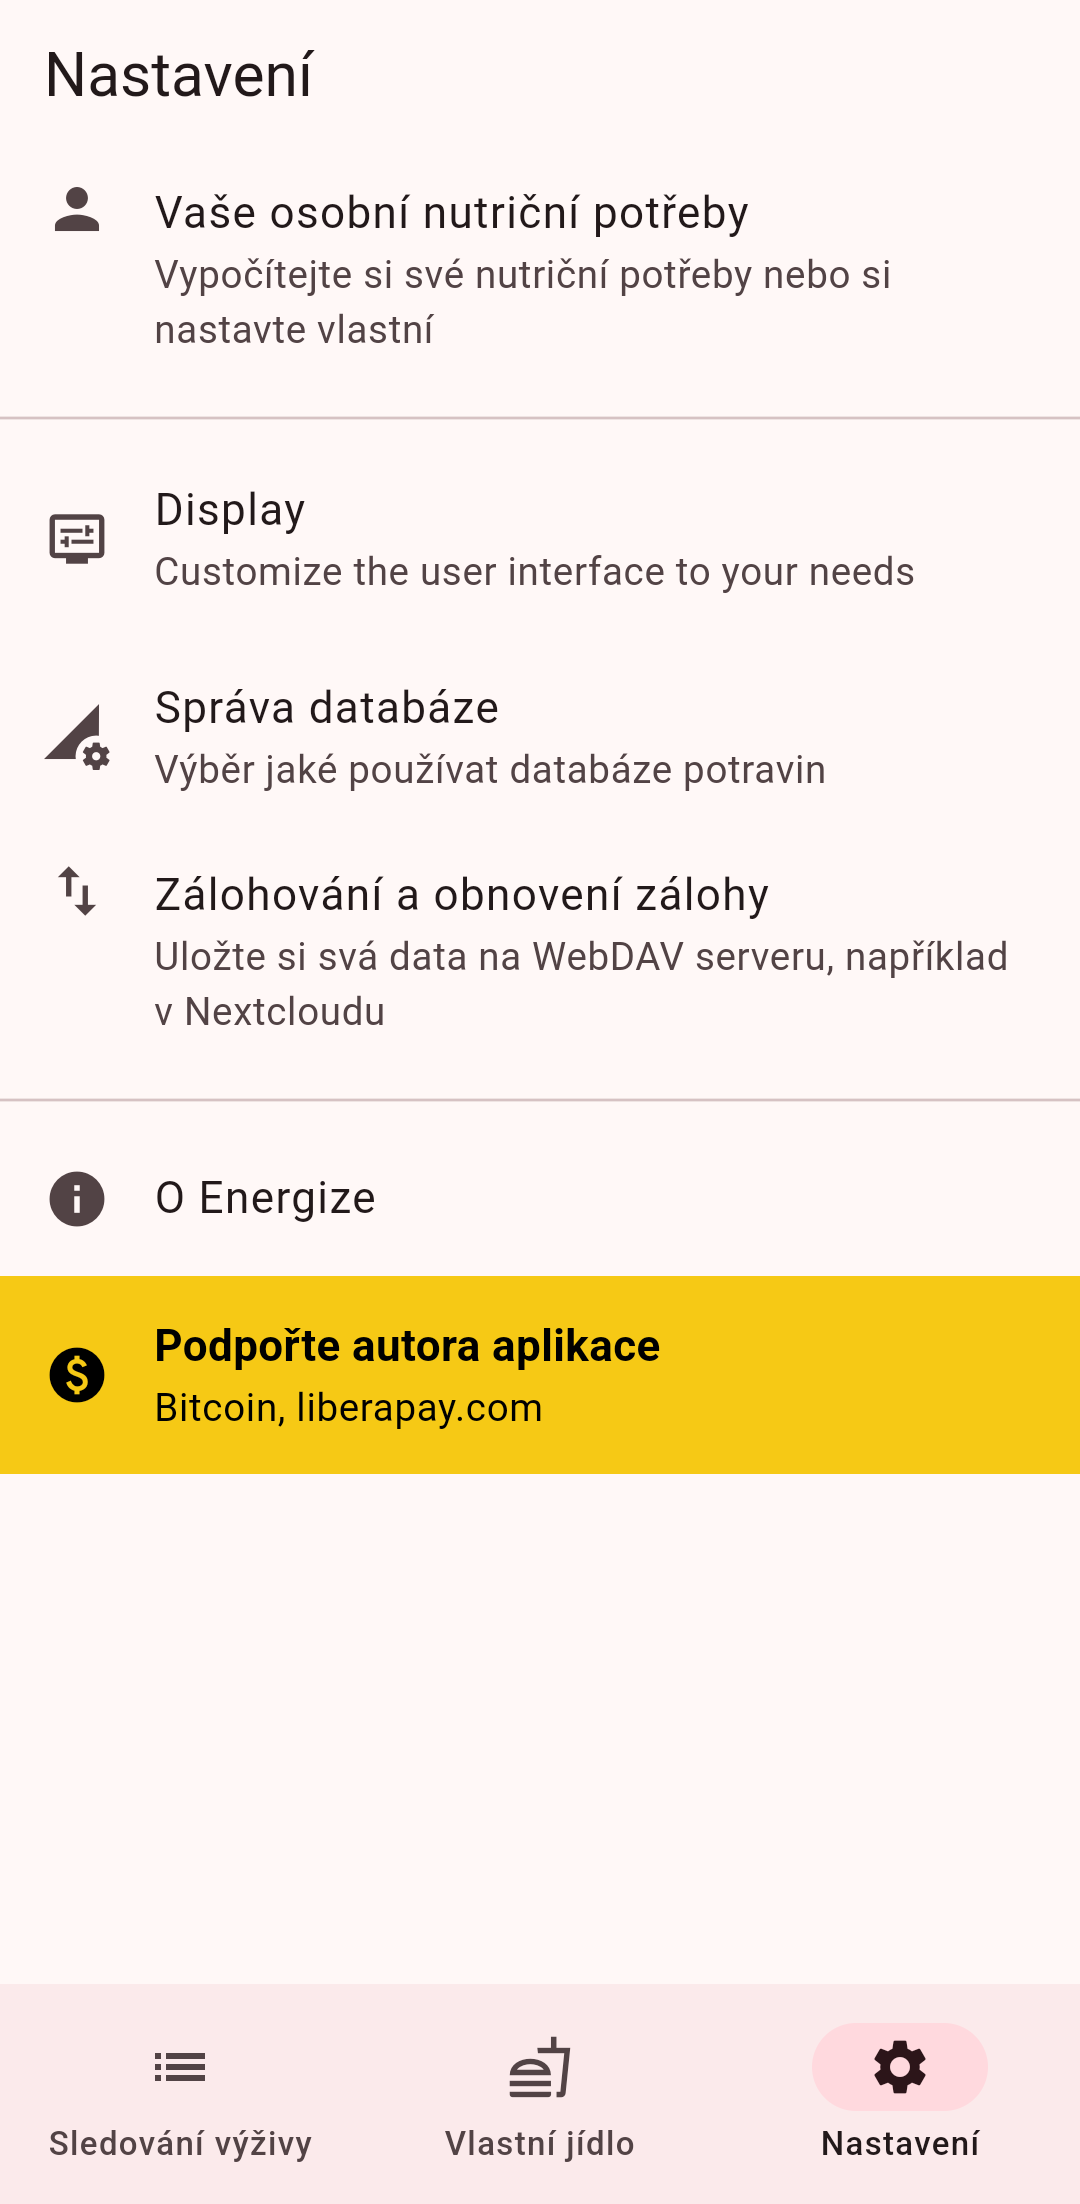 Nastavení
Vaše osobní nutriční potřeby
Vypočítejte si své nutriční potřeby nebo si
nastavte vlastní
Display
Customize the user interface to your needs
Správa databáze
Výběr jaké používat databáze potravin
Zálohování a obnovení zálohy
Uložte si svá data na WebDAV serveru, například
v Nextcloudu
O Energize
Podpořte autora aplikace
Bitcoin, liberapay.com
Sledování výživy
Vlastní jídlo
Nastavení